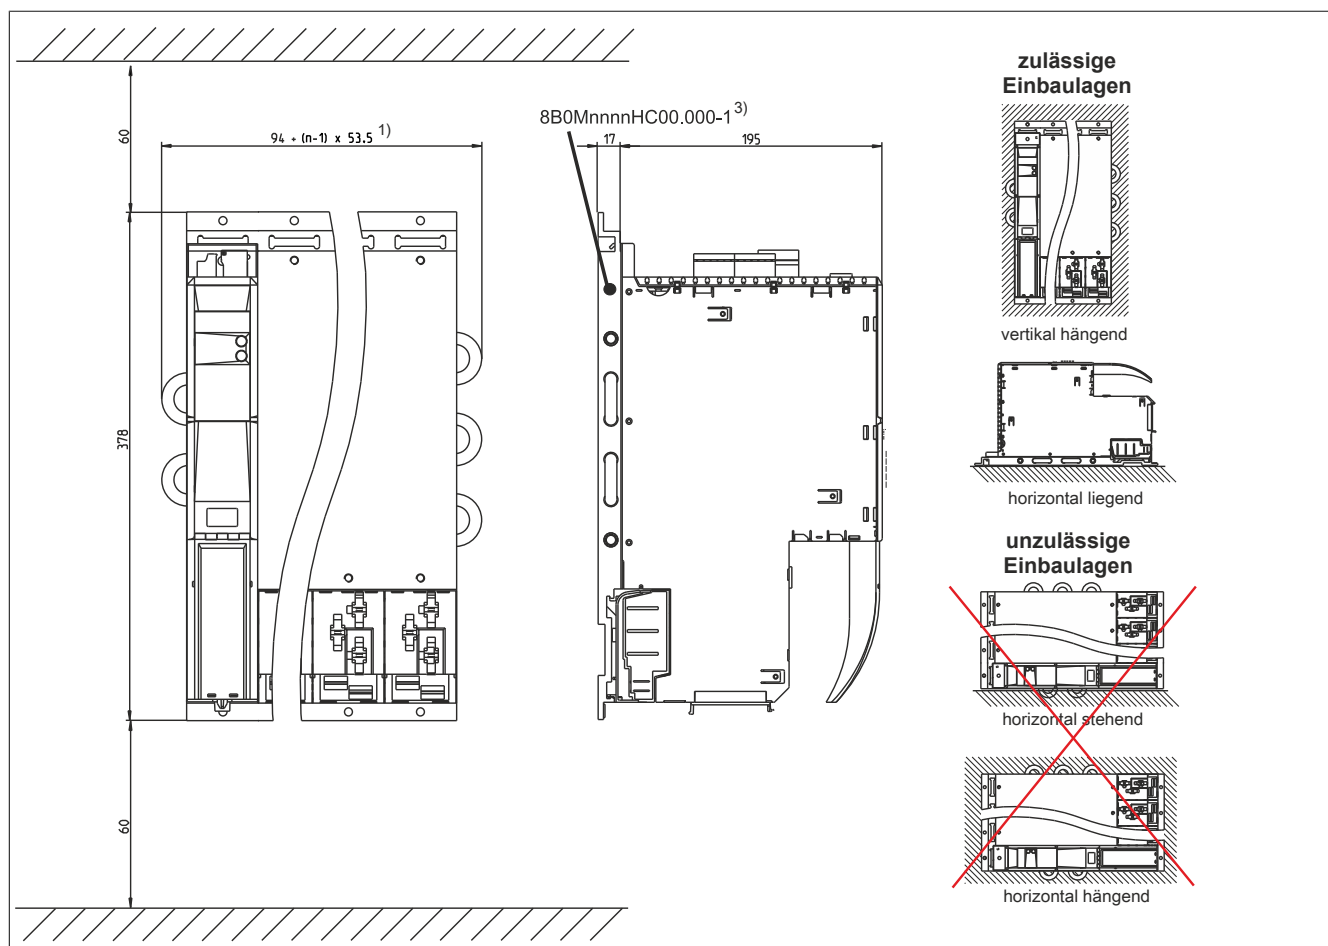 zulässige
Einbaulagen
8B0MnnnnHC00.000-1 3)
60
94 + (n-1) x 53.5 1)
17
195
vertikal hängend
378
horizontal liegend
unzulässige
Einbaulagen
horizontal stehend
60
horizontal hängend